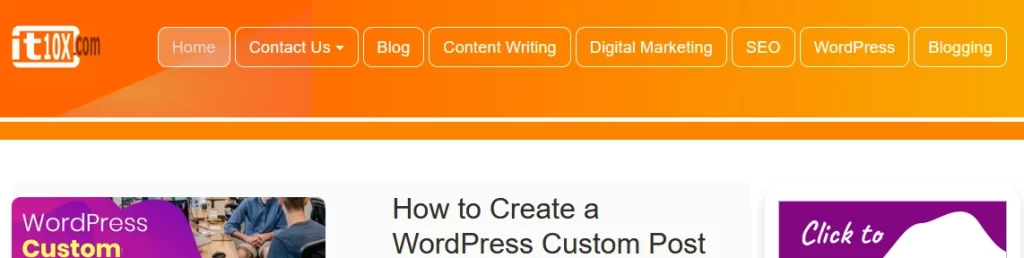 it10X.com
Home
Contact Us
Blog
Content Writing
Digital Marketing
SEO
WordPress
Blogging
WordPress
Custom
How to Create a
WordPress Custom Post
Click to